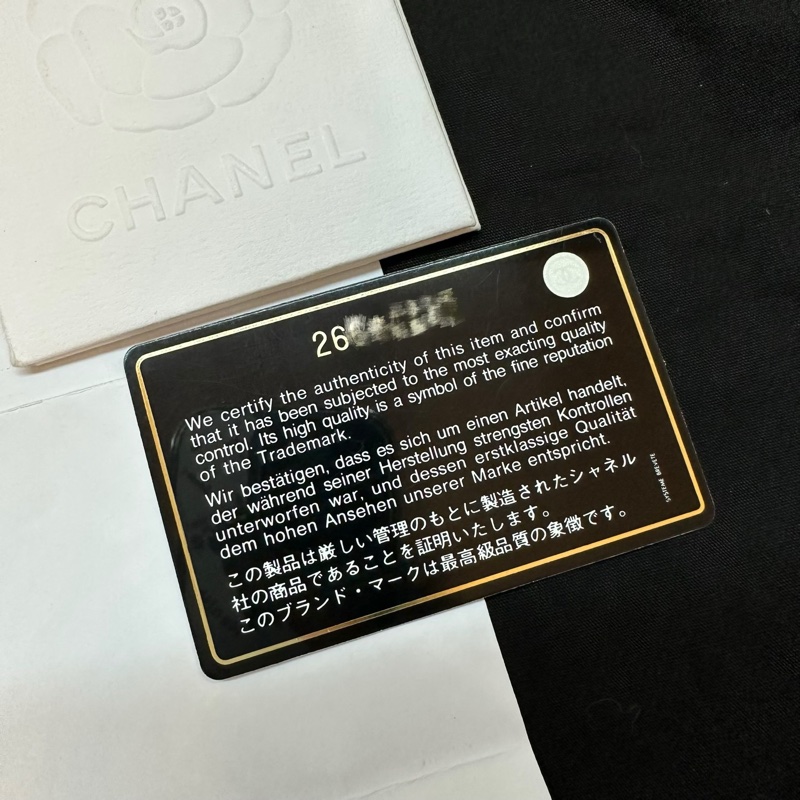 CHANEL
26
We certify the authenticity of this item and confirm
that it has been subjected to the most exacting quality
control. Its high quality is a symbol of the fine reputation
of the Trademark.
Wir bestätigen, dass es sich um einen Artikel handelt,
der während seiner Herstellung strengsten Kontrollen
unterworfen war, und dessen erstklassige Qualität
dem hohen Ansehen unserer Marke entspricht.
この製品は厳しい管理のもとに製造されたシャネル
社の商品であることを証明いたします。
このブランド・マークは最高級品質の象徴です。
SYSTEME BREVETE